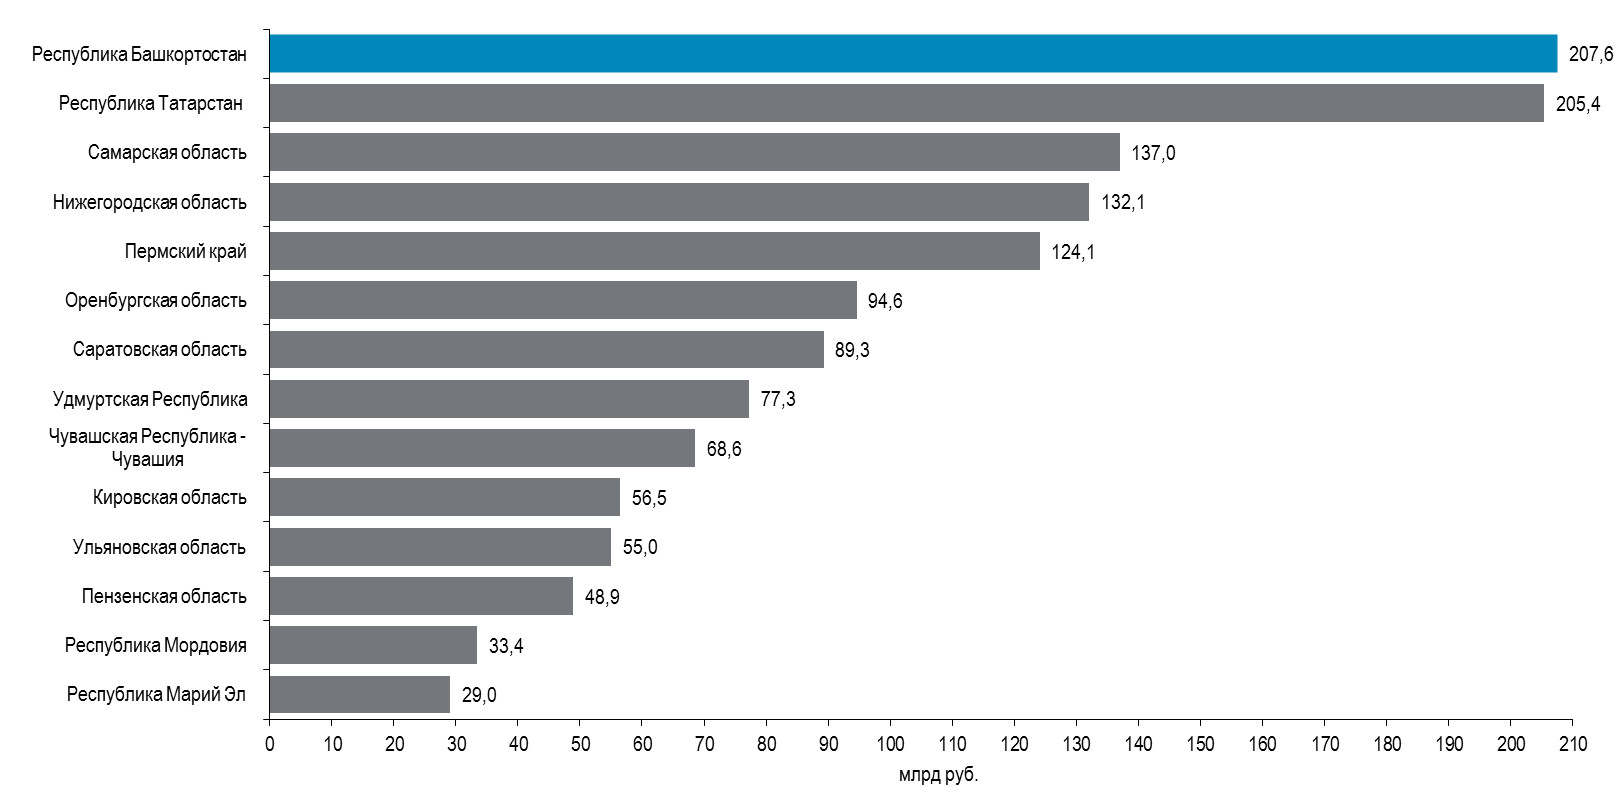 Республика Башкортостан
207,6
Республика Татарстан
205,4
Самарская область
137,0
Нижегородская область
132,1
Пермский край
124,1
Оренбургская область
94,6
Саратовская область
89,3
Удмуртская Республика
77,3
Чувашская Республика -
Чувашия
68,6
Кировская область
56,5
Ульяновская область
55,0
Пензенская область
48,9
Республика Мордовия
33,4
Республика Марий Эл
29,0
0 10 20 30 40 50 60 70 80 90 100 110 120 130 140 150 160 170 180 190 200 210
млрд руб.